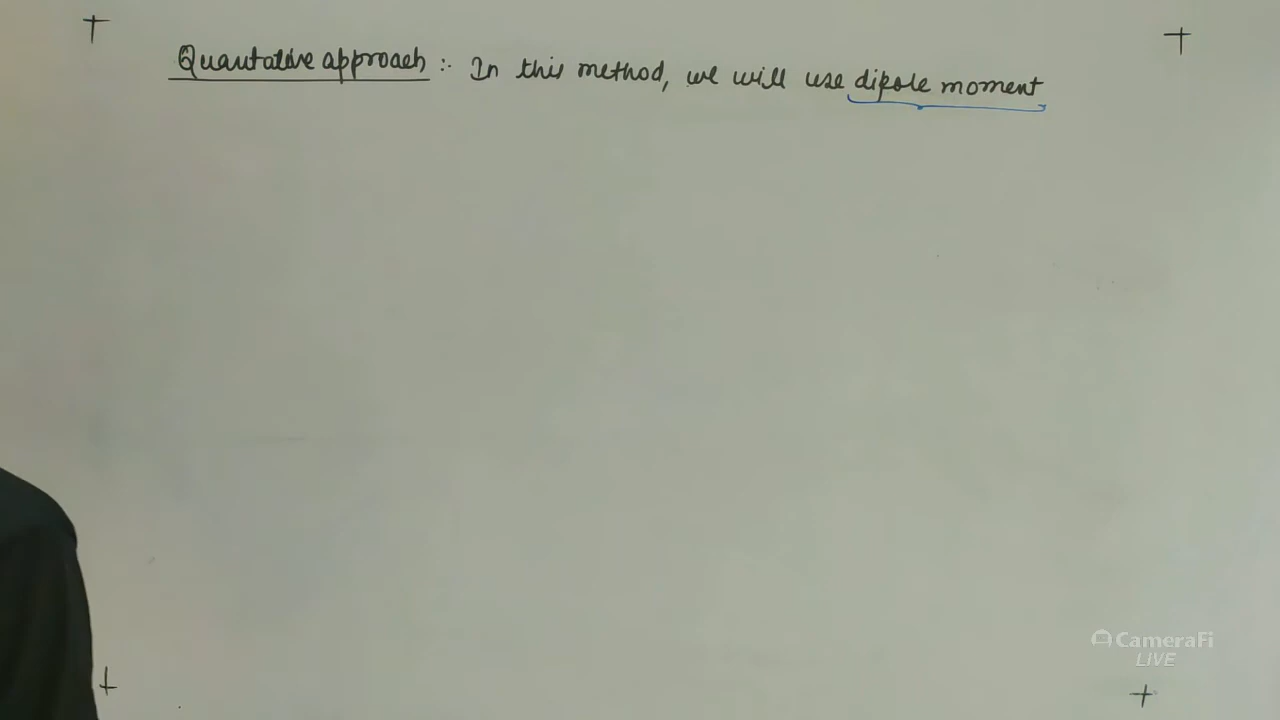 Quantative approach :- In this method, we will use dipole moment
CameraFi
LIVE